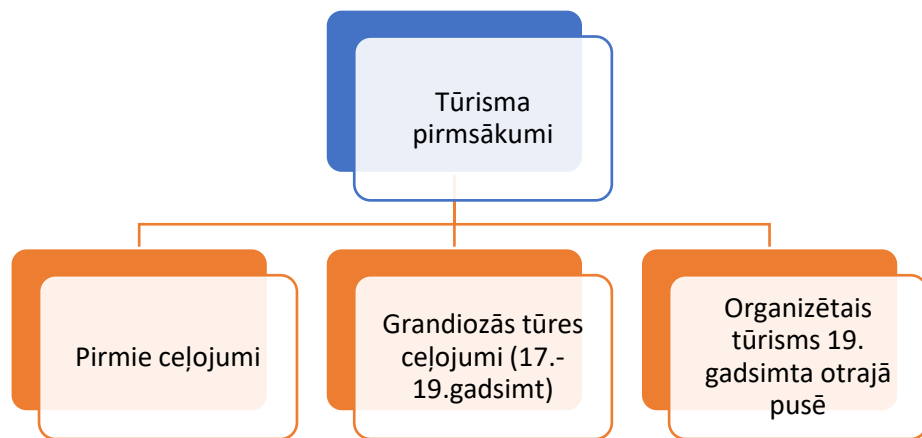 Tūrisma
pirmsākumi
Pirmie ceļojumi
Grandiozās tūres
ceļojumi (17.-
19.gadsimt)
Organizētais
tūrisms 19.
gadsimta otrajā
pusē